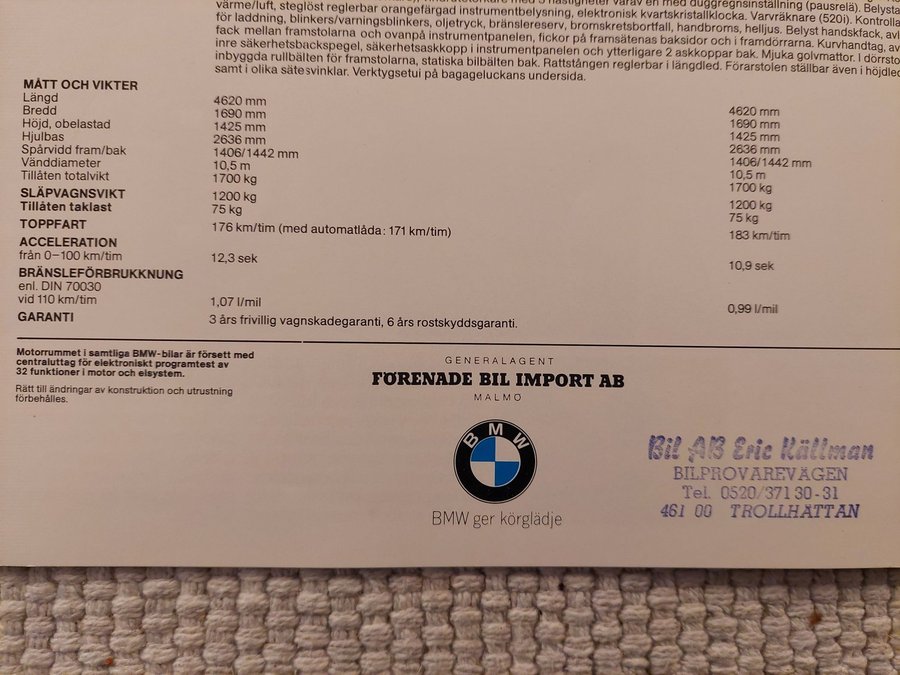 värme/luft, steglöst reglerbar orangefärgad instrumentbelysning, elektronisk kvartskristallklocka. Varvräknare (520i). Kontrolla
för laddning, blinkers/varningsblinkers, oljetryck, bränslereserv, bromskretsbortfall, handbroms, helljus. Belyst handskfack, avl
fack mellan framstolarna och ovanpå instrumentpanelen, fickor på framsätenas baksidor och i framdörrarna. Kurvhandtag, av
inre säkerhetsbackspegel, säkerhetsaskkopp i instrumentpanelen och ytterligare 2 askkoppar bak. Mjuka golvmattor. I dörrsto
inbyggda rullbälten för framstolarna, statiska bilbälten bak. Rattstången reglerbar i längdled. Förarstolen ställbar även i höjdled
samt i olika sätesvinklar. Verktygsetui på bagageluckans undersida.
MÅTT OCH VIKTER
Längd 4620 mm 4620 mm
Bredd 1690 mm 1690 mm
Höjd, obelastad 1425 mm 1425 mm
Hjulbas 2636 mm 2636 mm
Spårvidd fram/bak 1406/1442 mm 1406/1442 mm
Vänddiameter 10,5 m 10,5 m
Tillåten totalvikt 1700 kg 1700 kg
SLÄPVAGNSVIKT 1200 kg 1200 kg
Tillåten taklast 75 kg 75 kg
TOPPFART 176 km/tim (med automatlåda: 171 km/tim) 183 km/tim
ACCELERATION
från 0–100 km/tim 12,3 sek 10,9 sek
BRÄNSLEFÖRBRUKKNUNG
enl. DIN 70030
vid 110 km/tim 1,07 l/mil 0,99 l/mil
GARANTI 3 års frivillig vagnskadegaranti, 6 års rostskyddsgaranti.
Motorrummet i samtliga BMW-bilar är försett med
centraluttag för elektroniskt programtest av
32 funktioner i motor och elsystem.
Rätt till ändringar av konstruktion och utrustning
förbehålles.
GENERALAGENT
FÖRENADE BIL IMPORT AB
MALMÖ
BMW
BMW ger körglädje
Bil AB Eric Källman
BILPROVAREVÄGEN
Tel. 0520/371 30-31
461 00 TROLLHÄTTAN